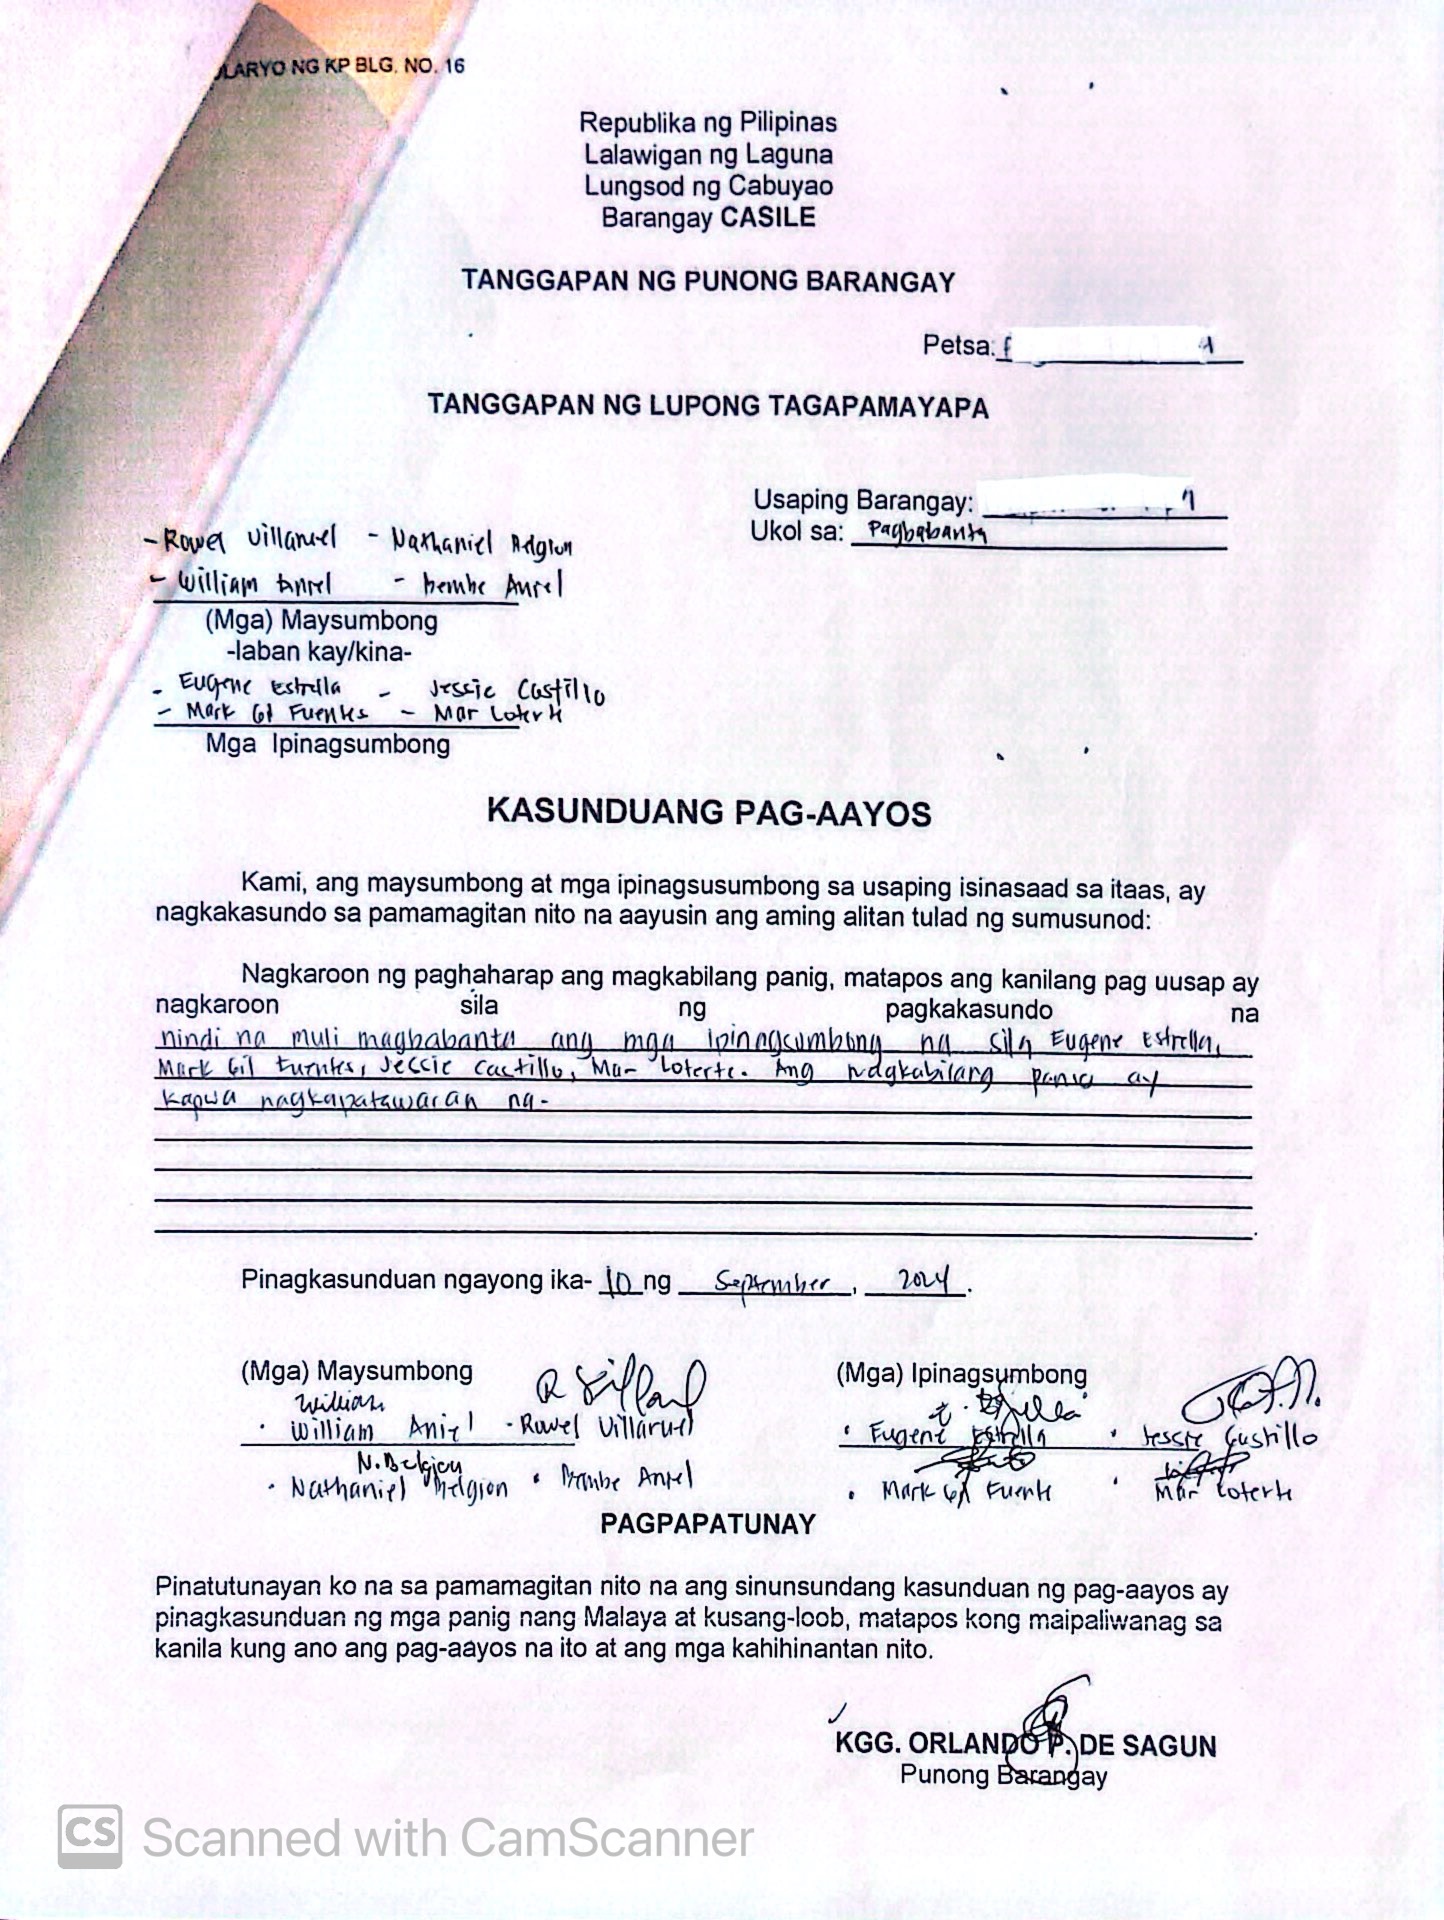 LARYO NG KP BLG. NO. 16
Republika ng Pilipinas
Lalawigan ng Laguna
Lungsod ng Cabuyao
Barangay CASILE
TANGGAPAN NG PUNONG BARANGAY
Petsa:
TANGGAPAN NG LUPONG TAGAPAMAYAPA
Usaping Barangay:
Ukol sa: Pagbabanta
- Rowel Villaruel - Nathaniel
- William - Bembe
(Mga) Maysumbong
-laban kay/kina-
- Eugene Estrella - Jessie Castillo
- Mark Gil Fuentes - Mar Loterte
Mga Ipinagsumbong
KASUNDUANG PAG-AAYOS
Kami, ang maysumbong at mga ipinagsusumbong sa usaping isinasaad sa itaas, ay
nagkakasundo sa pamamagitan nito na aayusin ang aming alitan tulad ng sumusunod:
Nagkaroon ng paghaharap ang magkabilang panig, matapos ang kanilang pag uusap ay
nagkaroon sila ng pagkakasundo na
hindi na muli magbabanta ang mga ipinagsumbong na sila Eugene Estrella,
Mark Gil Fuentes, Jessie Castillo, Mar Loterte. Ang magkabilang panig ay
kapwa nagkapatawaran na-
Pinagkasunduan ngayong ika- 10 ng September, 2024.
(Mga) Maysumbong (Mga) Ipinagsumbong
William
· William · Rowel Villaruel · Eugene Estrella · Jessie Castillo
N. Belgion
· Nathaniel Belgion · Bembe · Mark Gil Fuente · Mar Loterte
PAGPAPATUNAY
Pinatutunayan ko na sa pamamagitan nito na ang sinunsundang kasunduan ng pag-aayos ay
pinagkasunduan ng mga panig nang Malaya at kusang-loob, matapos kong maipaliwanag sa
kanila kung ano ang pag-aayos na ito at ang mga kahihinantan nito.
KGG. ORLANDO P. DE SAGUN
Punong Barangay
CS Scanned with CamScanner